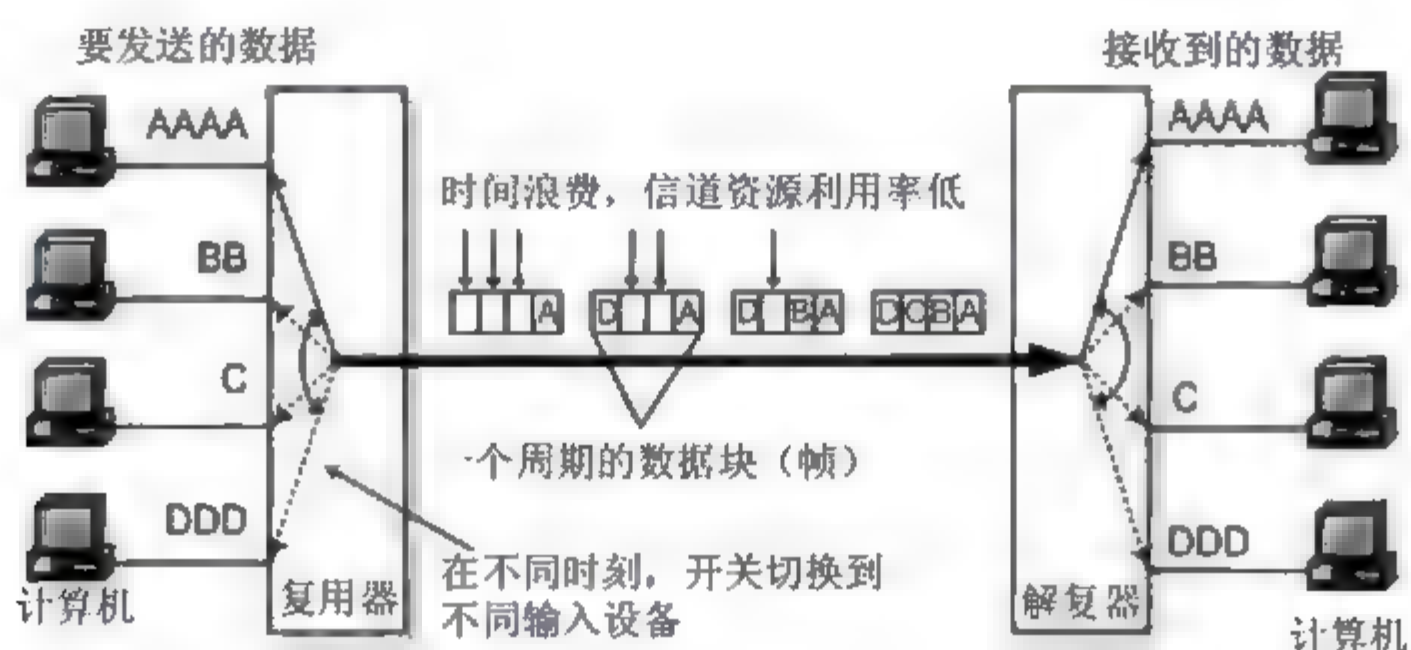 要发送的数据
接收到的数据
AAAA
AAAA
时间浪费，信道资源利用率低
BB
BB
A
D A
D B A
D C B A
C
C
一个周期的数据块（帧）
DDD
DDD
在不同时刻，开关切换到
不同输入设备
计算机
复用器
解复器
计算机